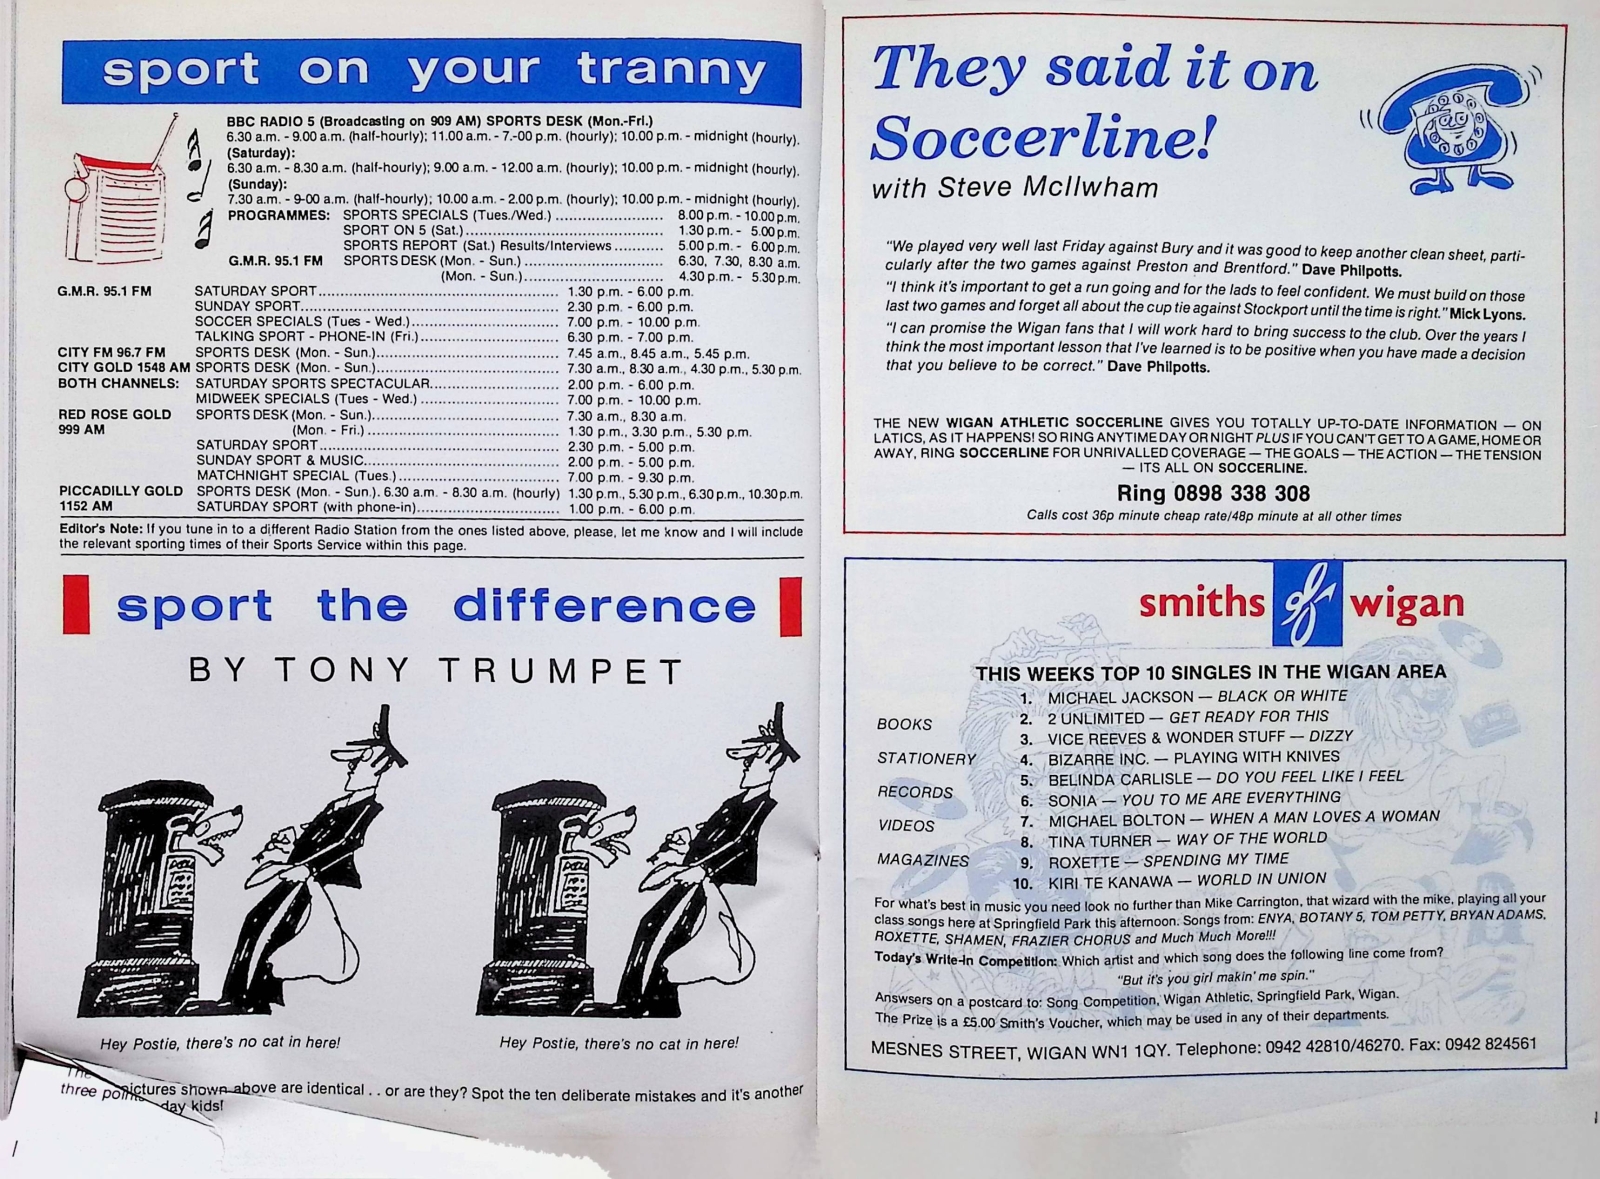 sport on your tranny
BBC RADIO 5 (Broadcasting on 909 AM) SPORTS DESK (Mon.-Fri.)
6.30 a.m. - 9.00 a.m. (half-hourly); 11.00 a.m. - 7.-00 p.m. (hourly); 10.00 p.m. - midnight (hourly).
(Saturday):
6.30 a.m. - 8.30 a.m. (half-hourly); 9.00 a.m. - 12.00 a.m. (hourly); 10.00 p.m. - midnight (hourly).
(Sunday):
7.30 a.m. - 9-00 a.m. (half-hourly); 10.00 a.m. - 2.00 p.m. (hourly); 10.00 p.m. - midnight (hourly).
PROGRAMMES: SPORTS SPECIALS (Tues./Wed.) ........................ 8.00 p.m. - 10.00 p.m.
SPORT ON 5 (Sat.)........................................... 1.30 p.m. - 5.00 p.m.
SPORTS REPORT (Sat.) Results/Interviews ........... 5.00 p.m. - 6.00 p.m.
G.M.R. 95.1 FM SPORTS DESK (Mon. - Sun.) .............................. 6.30, 7.30, 8.30 a.m.
(Mon. - Sun.) .............................. 4.30 p.m. - 5.30 p.m.
G.M.R. 95.1 FM SATURDAY SPORT.................................................. 1.30 p.m. - 6.00 p.m.
SUNDAY SPORT...................................................... 2.30 p.m. - 6.00 p.m.
SOCCER SPECIALS (Tues - Wed.)............................... 7.00 p.m. - 10.00 p.m.
TALKING SPORT - PHONE-IN (Fri.)............................. 6.30 p.m. - 7.00 p.m.
CITY FM 96.7 FM SPORTS DESK (Mon. - Sun.)....................................... 7.45 a.m., 8.45 a.m., 5.45 p.m.
CITY GOLD 1548 AM SPORTS DESK (Mon. - Sun.)....................................... 7.30 a.m., 8.30 a.m., 4.30 p.m., 5.30 p.m.
BOTH CHANNELS: SATURDAY SPORTS SPECTACULAR........................... 2.00 p.m. - 6.00 p.m.
MIDWEEK SPECIALS (Tues - Wed.) ............................. 7.00 p.m. - 10.00 p.m.
RED ROSE GOLD SPORTS DESK (Mon. - Sun.)....................................... 7.30 a.m., 8.30 a.m.
999 AM (Mon. - Fri.) ........................................ 1.30 p.m., 3.30 p.m., 5.30 p.m.
SATURDAY SPORT.................................................. 2.30 p.m. - 5.00 p.m.
SUNDAY SPORT & MUSIC.......................................... 2.00 p.m. - 5.00 p.m.
MATCHNIGHT SPECIAL (Tues.) .................................. 7.00 p.m. - 9.30 p.m.
PICCADILLY GOLD SPORTS DESK (Mon. - Sun.). 6.30 a.m. - 8.30 a.m. (hourly) 1.30 p.m., 5.30 p.m., 6.30 p.m., 10.30 p.m.
1152 AM SATURDAY SPORT (with phone-in)............................. 1.00 p.m. - 6.00 p.m.
Editor's Note: If you tune in to a different Radio Station from the ones listed above, please, let me know and I will include
the relevant sporting times of their Sports Service within this page.
sport the difference
BY TONY TRUMPET
Hey Postie, there's no cat in here! Hey Postie, there's no cat in here!
The pictures shown above are identical . . or are they? Spot the ten deliberate mistakes and it's another
three points day kids!
They said it on
Soccerline!
with Steve McIlwham
"We played very well last Friday against Bury and it was good to keep another clean sheet, parti-
cularly after the two games against Preston and Brentford." Dave Philpotts.
"I think it's important to get a run going and for the lads to feel confident. We must build on those
last two games and forget all about the cup tie against Stockport until the time is right." Mick Lyons.
"I can promise the Wigan fans that I will work hard to bring success to the club. Over the years I
think the most important lesson that I've learned is to be positive when you have made a decision
that you believe to be correct." Dave Philpotts.
THE NEW WIGAN ATHLETIC SOCCERLINE GIVES YOU TOTALLY UP-TO-DATE INFORMATION — ON
LATICS, AS IT HAPPENS! SO RING ANYTIME DAY OR NIGHT PLUS IF YOU CAN'T GET TO A GAME, HOME OR
AWAY, RING SOCCERLINE FOR UNRIVALLED COVERAGE — THE GOALS — THE ACTION — THE TENSION
— ITS ALL ON SOCCERLINE.
Ring 0898 338 308
Calls cost 36p minute cheap rate/48p minute at all other times
smiths of wigan
THIS WEEKS TOP 10 SINGLES IN THE WIGAN AREA
BOOKS
STATIONERY
RECORDS
VIDEOS
MAGAZINES
1. MICHAEL JACKSON — BLACK OR WHITE
2. 2 UNLIMITED — GET READY FOR THIS
3. VICE REEVES & WONDER STUFF — DIZZY
4. BIZARRE INC. — PLAYING WITH KNIVES
5. BELINDA CARLISLE — DO YOU FEEL LIKE I FEEL
6. SONIA — YOU TO ME ARE EVERYTHING
7. MICHAEL BOLTON — WHEN A MAN LOVES A WOMAN
8. TINA TURNER — WAY OF THE WORLD
9. ROXETTE — SPENDING MY TIME
10. KIRI TE KANAWA — WORLD IN UNION
For what's best in music you need look no further than Mike Carrington, that wizard with the mike, playing all your
class songs here at Springfield Park this afternoon. Songs from: ENYA, BOTANY 5, TOM PETTY, BRYAN ADAMS,
ROXETTE, SHAMEN, FRAZIER CHORUS and Much Much More!!!
Today's Write-In Competition: Which artist and which song does the following line come from?
"But it's you girl makin' me spin."
Answsers on a postcard to: Song Competition, Wigan Athletic, Springfield Park, Wigan.
The Prize is a £5.00 Smith's Voucher, which may be used in any of their departments.
MESNES STREET, WIGAN WN1 1QY. Telephone: 0942 42810/46270. Fax: 0942 824561